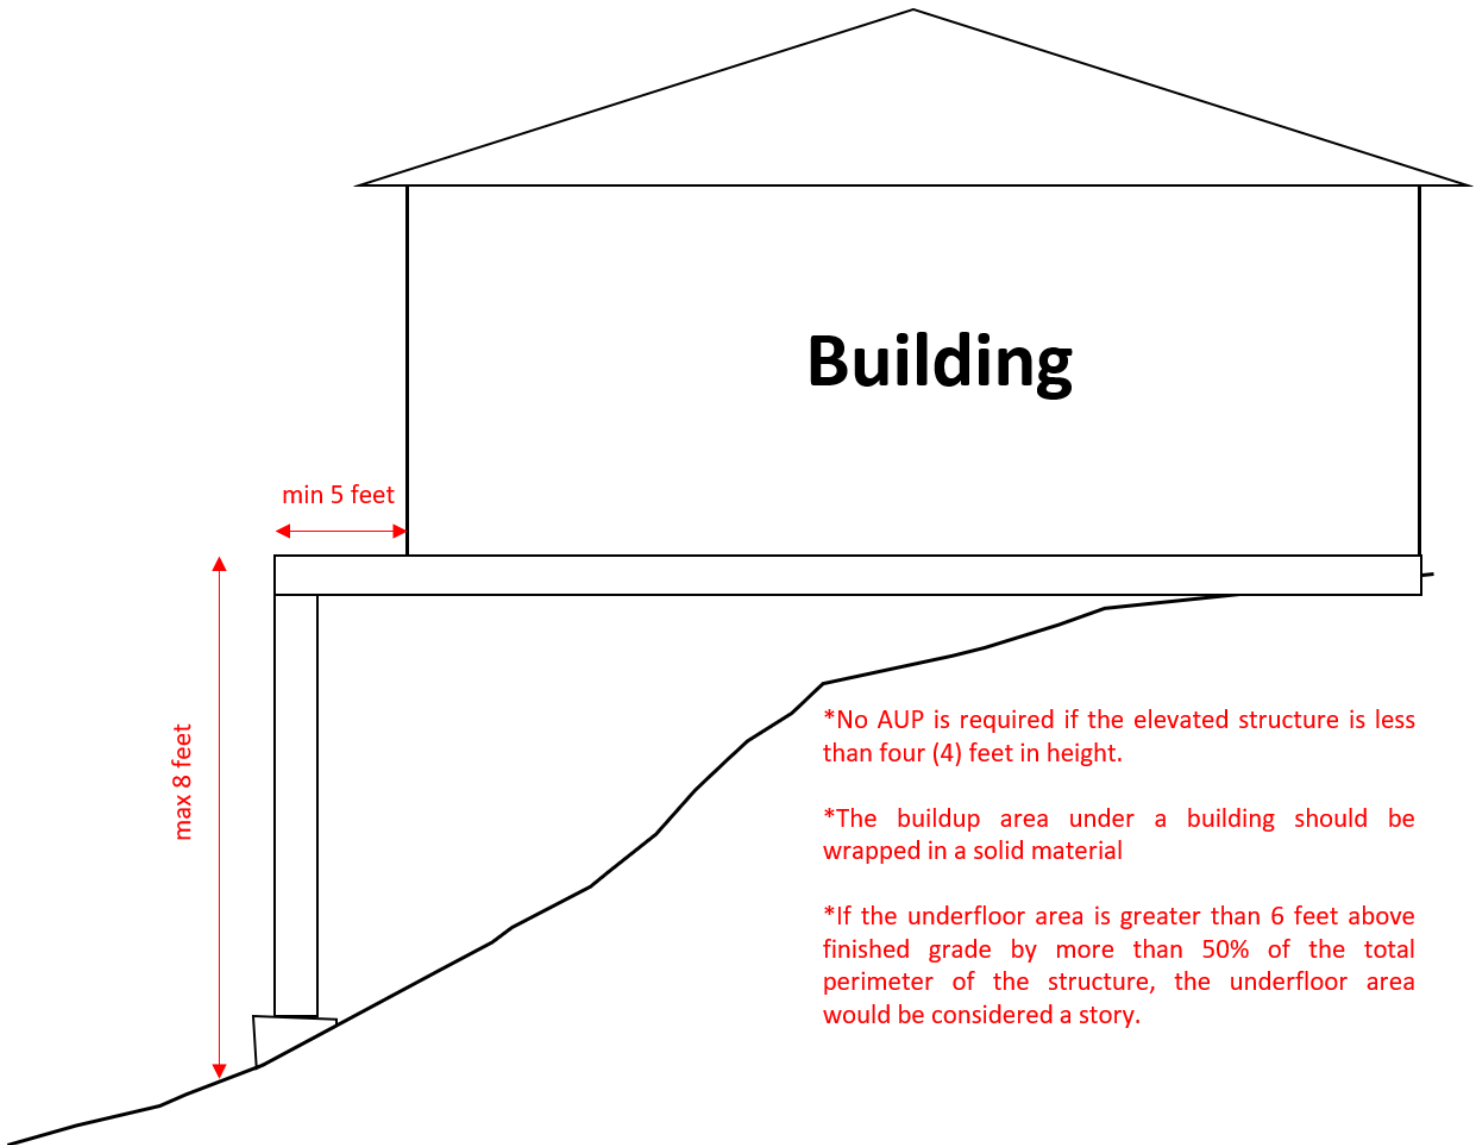 Building
min 5 feet
max 8 feet
*No AUP is required if the elevated structure is less
than four (4) feet in height.
*The buildup area under a building should be
wrapped in a solid material
*If the underfloor area is greater than 6 feet above
finished grade by more than 50% of the total
perimeter of the structure, the underfloor area
would be considered a story.